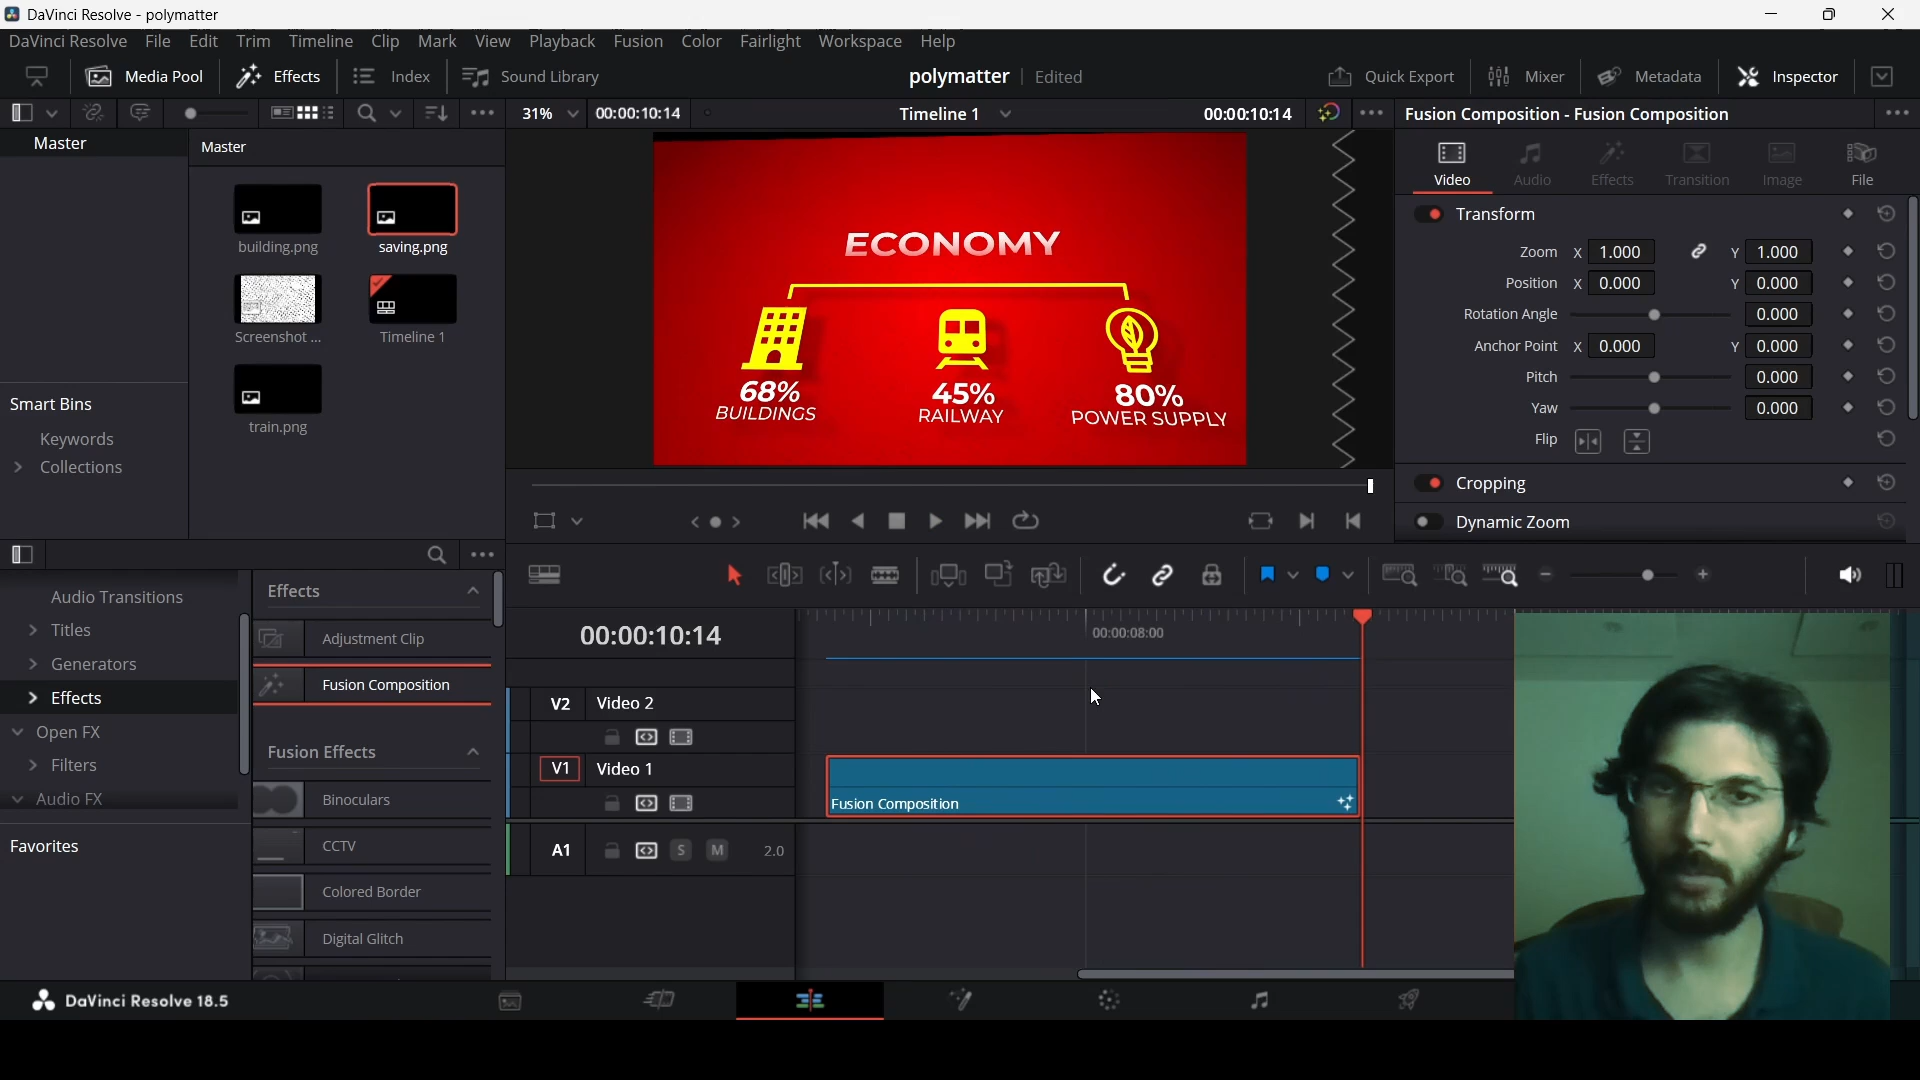 DaVinci Resolve - polymatter
DaVinci Resolve File Edit Trim Timeline Clip Mark View Playback Fusion Color Fairlight Workspace Help
Media Pool Effects Index Sound Library polymatter Edited Quick Export Mixer Metadata Inspector
31% 00:00:10:14 Timeline 1 00:00:10:14 Fusion Composition - Fusion Composition
Master
Master
building.png
saving.png
Screenshot ...
Timeline 1
train.png
Smart Bins
Keywords
Collections
ECONOMY
68%
BUILDINGS
45%
RAILWAY
80%
POWER SUPPLY
Video Audio Effects Transition Image File
Transform
Zoom X 1.000 Y 1.000
Position X 0.000 Y 0.000
Rotation Angle 0.000
Anchor Point X 0.000 Y 0.000
Pitch 0.000
Yaw 0.000
Flip
Cropping
Dynamic Zoom
Audio Transitions
Titles
Generators
Effects
Open FX
Filters
Audio FX
Favorites
Effects
Adjustment Clip
Fusion Composition
Fusion Effects
Binoculars
CCTV
Colored Border
Digital Glitch
00:00:10:14
00:00:08:00
V2 Video 2
V1 Video 1
Fusion Composition
A1 S M 2.0
DaVinci Resolve 18.5